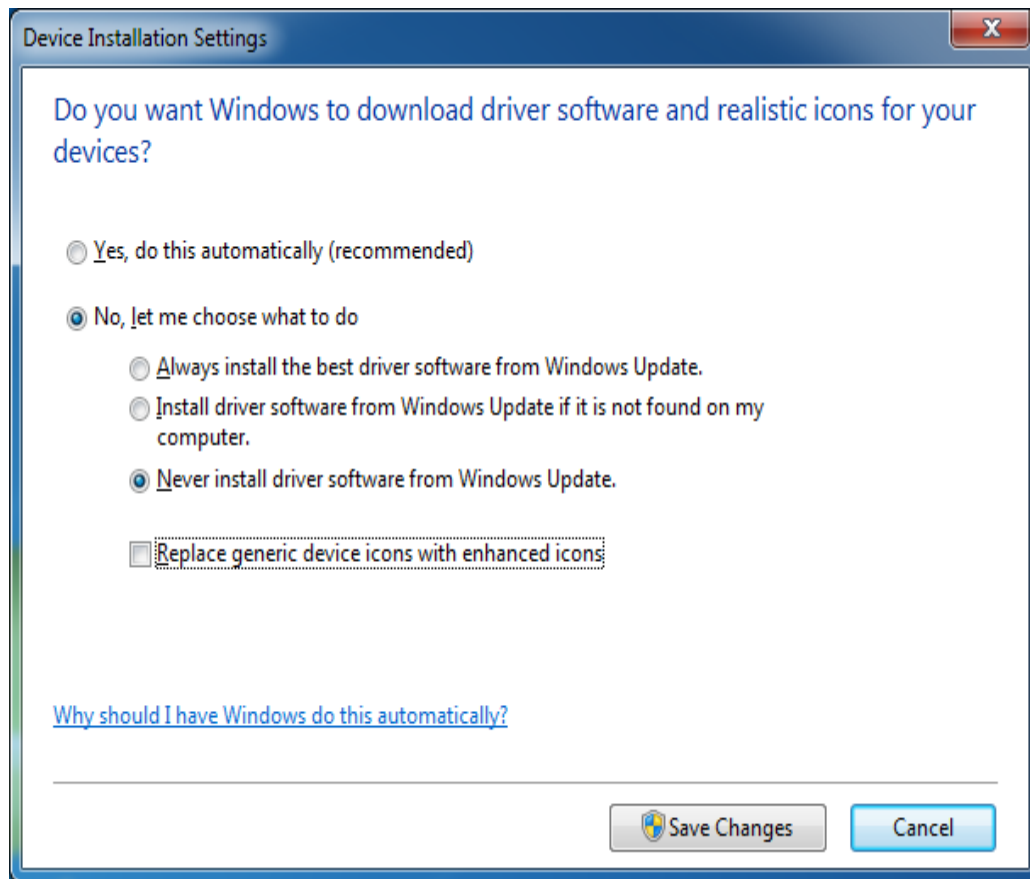 Device Installation Settings
Do you want Windows to download driver software and realistic icons for your
devices?
Yes, do this automatically (recommended)
No, let me choose what to do
Always install the best driver software from Windows Update.
Install driver software from Windows Update if it is not found on my
computer.
Never install driver software from Windows Update.
Replace generic device icons with enhanced icons
Why should I have Windows do this automatically?
Save Changes
Cancel